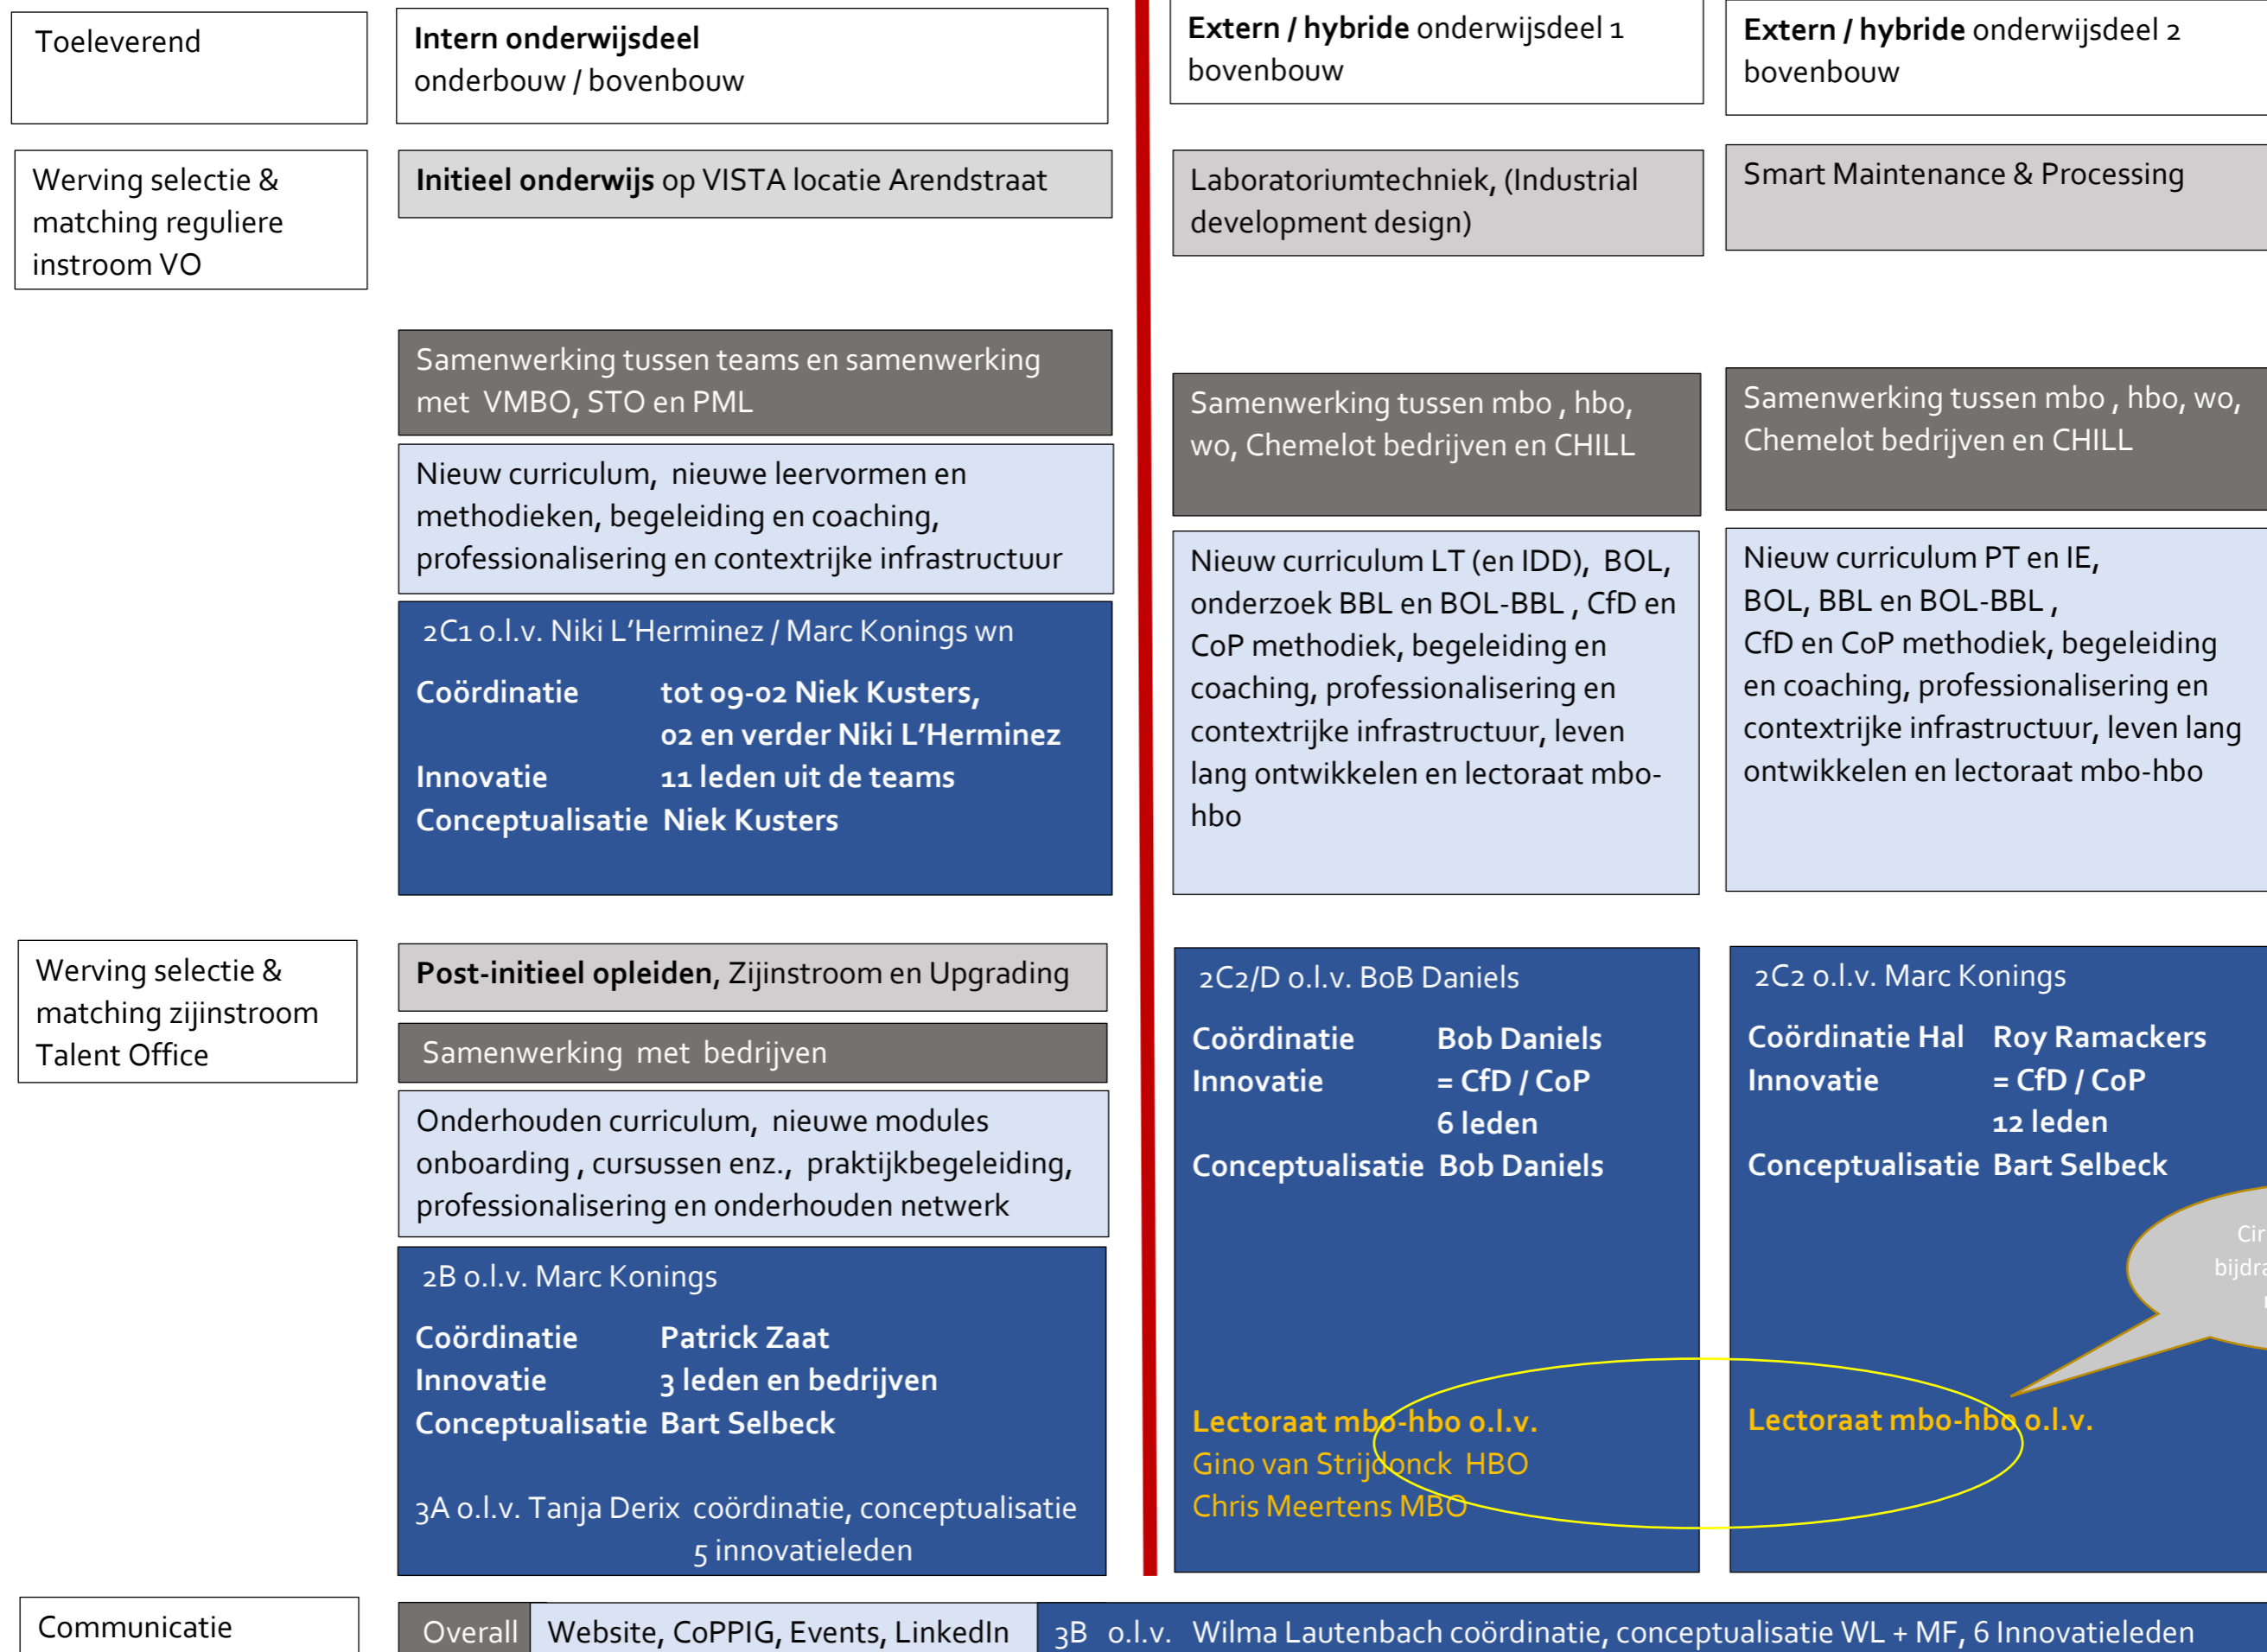 Toeleverend
Intern onderwijsdeel
onderbouw / bovenbouw
Extern / hybride onderwijsdeel 1
bovenbouw
Extern / hybride onderwijsdeel 2
bovenbouw
Werving selectie &
matching reguliere
instroom VO
Initieel onderwijs op VISTA locatie Arendstraat
Laboratoriumtechniek, (Industrial
development design)
Smart Maintenance & Processing
Samenwerking tussen teams en samenwerking
met VMBO, STO en PML
Samenwerking tussen mbo , hbo,
wo, Chemelot bedrijven en CHILL
Samenwerking tussen mbo , hbo, wo,
Chemelot bedrijven en CHILL
Nieuw curriculum, nieuwe leervormen en
methodieken, begeleiding en coaching,
professionalisering en contextrijke infrastructuur
Nieuw curriculum LT (en IDD), BOL,
onderzoek BBL en BOL-BBL , CfD en
CoP methodiek, begeleiding en
coaching, professionalisering en
contextrijke infrastructuur, leven
lang ontwikkelen en lectoraat mbo-
hbo
Nieuw curriculum PT en IE,
BOL, BBL en BOL-BBL ,
CfD en CoP methodiek, begeleiding
en coaching, professionalisering en
contextrijke infrastructuur, leven lang
ontwikkelen en lectoraat mbo-hbo
2C1 o.l.v. Niki L'Herminez / Marc Konings wn
Coördinatie tot 09-02 Niek Kusters,
02 en verder Niki L'Herminez
Innovatie 11 leden uit de teams
Conceptualisatie Niek Kusters
Werving selectie &
matching zijinstroom
Talent Office
Post-initieel opleiden, Zijinstroom en Upgrading
Samenwerking met bedrijven
Onderhouden curriculum, nieuwe modules
onboarding , cursussen enz., praktijkbegeleiding,
professionalisering en onderhouden netwerk
2B o.l.v. Marc Konings
Coördinatie Patrick Zaat
Innovatie 3 leden en bedrijven
Conceptualisatie Bart Selbeck
3A o.l.v. Tanja Derix coördinatie, conceptualisatie
5 innovatieleden
2C2/D o.l.v. BoB Daniels
Coördinatie Bob Daniels
Innovatie = CfD / CoP
6 leden
Conceptualisatie Bob Daniels
Lectoraat mbo-hbo o.l.v.
Gino van Strijdonck HBO
Chris Meertens MBO
2C2 o.l.v. Marc Konings
Coördinatie Hal Roy Ramackers
Innovatie = CfD / CoP
12 leden
Conceptualisatie Bart Selbeck
Lectoraat mbo-hbo o.l.v.
Communicatie
Overall
Website, CoPPIG, Events, LinkedIn
3B o.l.v. Wilma Lautenbach coördinatie, conceptualisatie WL + MF, 6 Innovatieleden